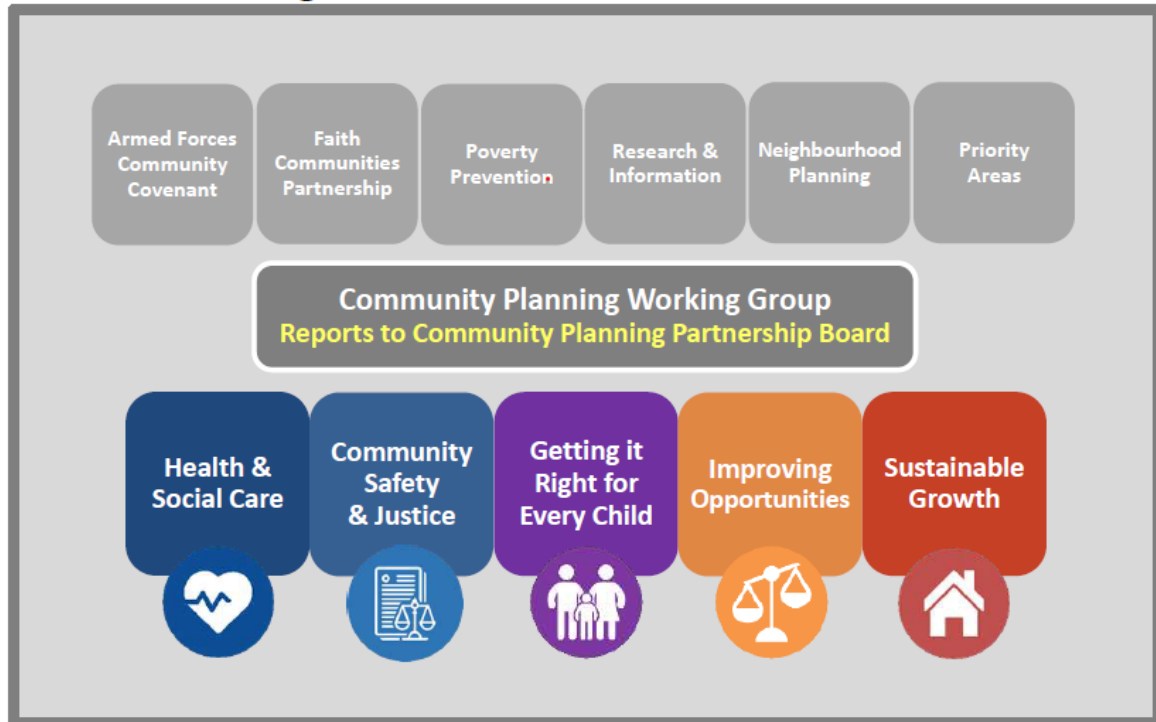 Armed Forces
Community
Covenant
Faith
Communities
Partnership
Poverty
Prevention
Research &
Information
Neighbourhood
Planning
Priority
Areas
Community Planning Working Group
Reports to Community Planning Partnership Board
Health &
Social Care
Community
Safety
& Justice
Getting it
Right for
Every Child
Improving
Opportunities
Sustainable
Growth